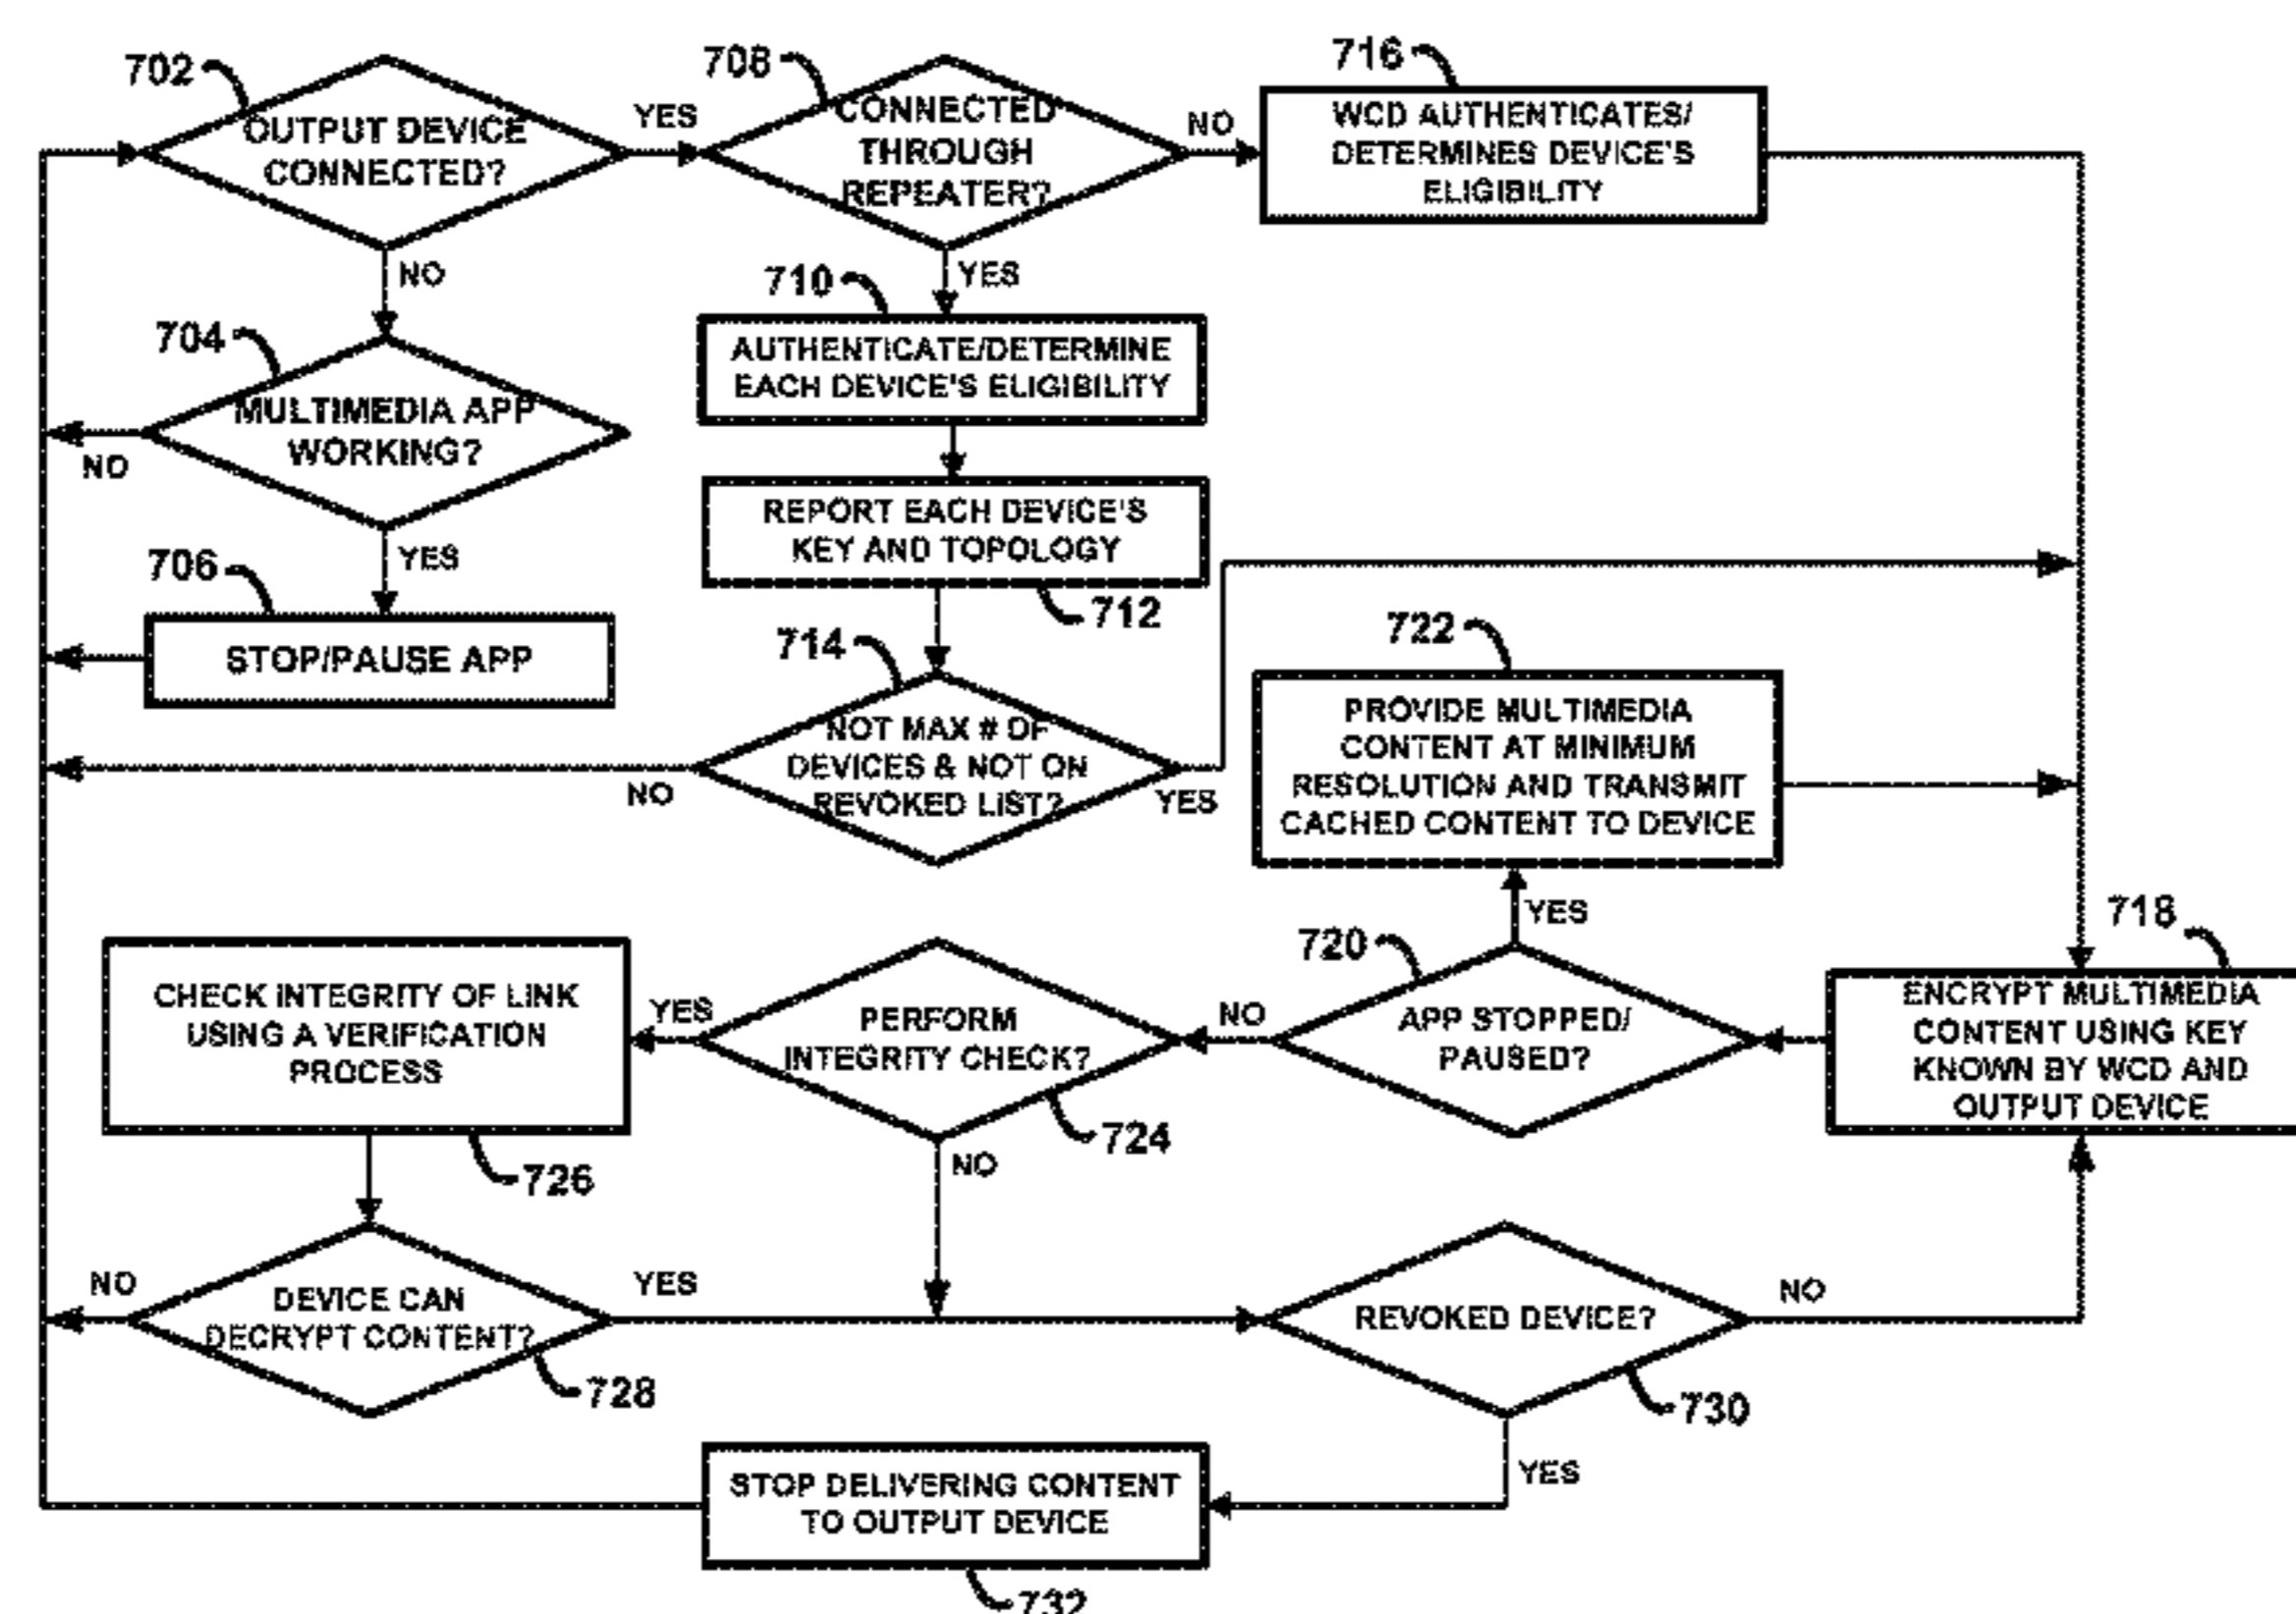 702
OUTPUT DEVICE
CONNECTED?
YES
NO
708
CONNECTED
THROUGH
REPEATER?
NO
YES
716
WCD AUTHENTICATES/
DETERMINES DEVICE'S
ELIGIBILITY
704
MULTIMEDIA APP
WORKING?
NO
YES
710
AUTHENTICATE/DETERMINE
EACH DEVICE'S ELIGIBILITY
REPORT EACH DEVICE'S
KEY AND TOPOLOGY
712
706
STOP/PAUSE APP
714
NOT MAX # OF
DEVICES & NOT ON
REVOKED LIST?
NO
YES
722
PROVIDE MULTIMEDIA
CONTENT AT MINIMUM
RESOLUTION AND TRANSMIT
CACHED CONTENT TO DEVICE
YES
718
ENCRYPT MULTIMEDIA
CONTENT USING KEY
KNOWN BY WCD AND
OUTPUT DEVICE
720
APP STOPPED/
PAUSED?
NO
PERFORM
INTEGRITY CHECK?
724
YES
NO
CHECK INTEGRITY OF LINK
USING A VERIFICATION
PROCESS
726
NO
DEVICE CAN
DECRYPT CONTENT?
728
YES
REVOKED DEVICE?
730
NO
YES
STOP DELIVERING CONTENT
TO OUTPUT DEVICE
732